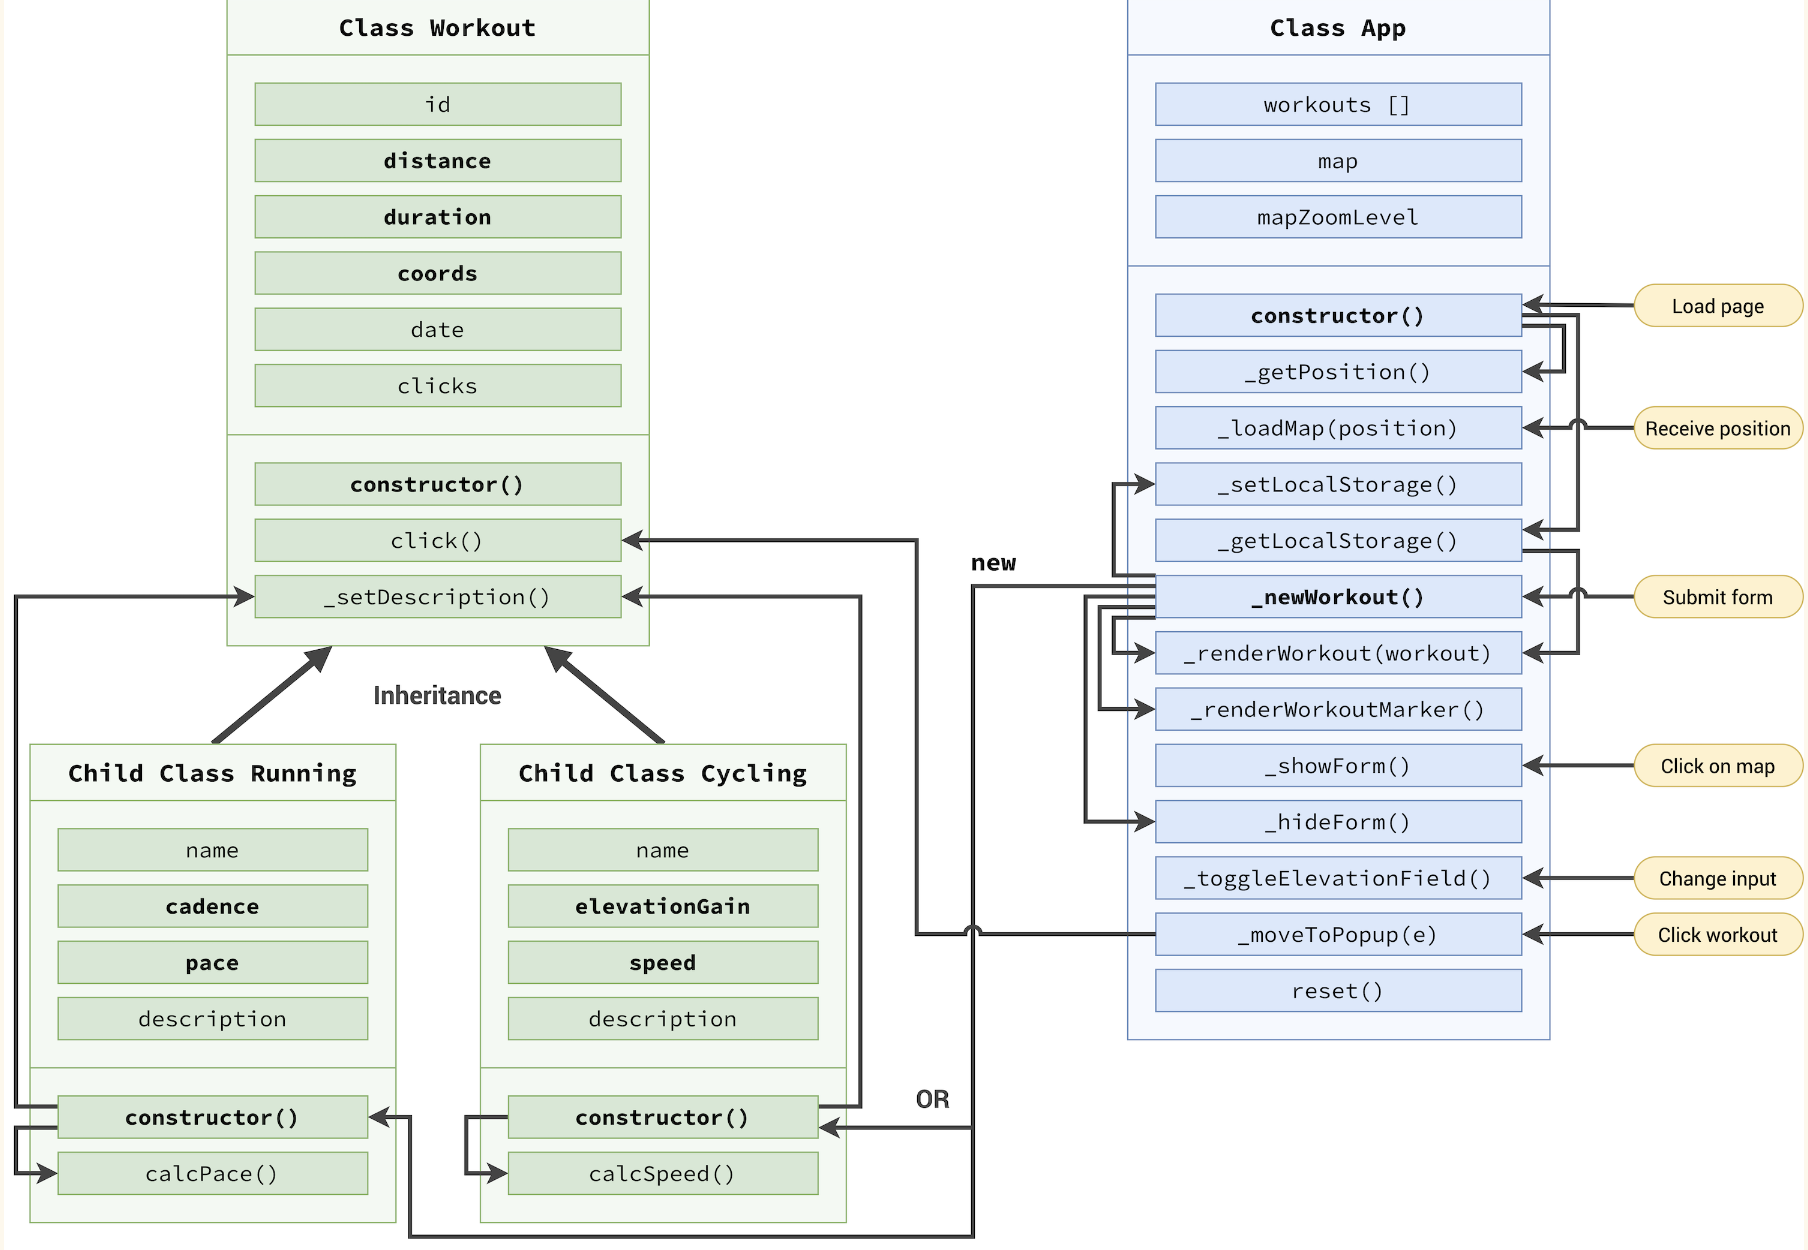 Class Workout
id
distance
duration
coords
date
clicks
constructor()
click()
_setDescription()
Inheritance
Child Class Running
name
cadence
pace
description
constructor()
calcPace()
Child Class Cycling
name
elevationGain
speed
description
constructor()
calcSpeed()
new
OR
Class App
workouts []
map
mapZoomLevel
constructor()
_getPosition()
_loadMap(position)
_setLocalStorage()
_getLocalStorage()
_newWorkout()
_renderWorkout(workout)
_renderWorkoutMarker()
_showForm()
_hideForm()
_toggleElevationField()
_moveToPopup(e)
reset()
Load page
Receive position
Submit form
Click on map
Change input
Click workout